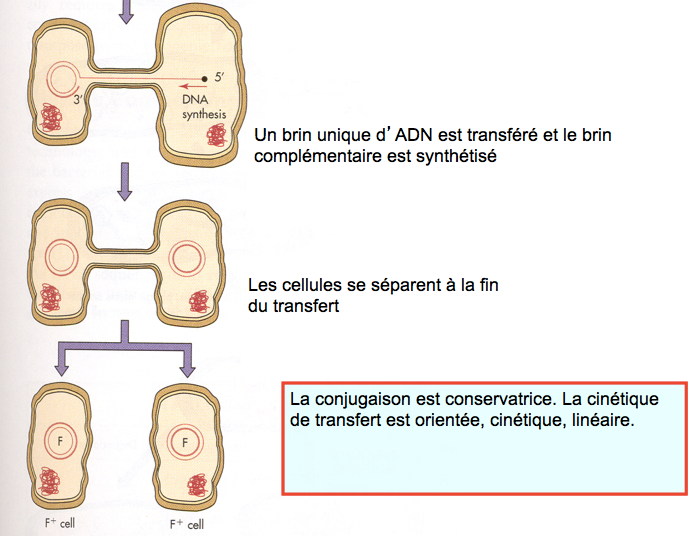 5'
3'
DNA
synthesis
Un brin unique d'ADN est transféré et le brin
complémentaire est synthétisé
Les cellules se séparent à la fin
du transfert
La conjugaison est conservatrice. La cinétique
de transfert est orientée, cinétique, linéaire.
F
F
F+ cell
F+ cell